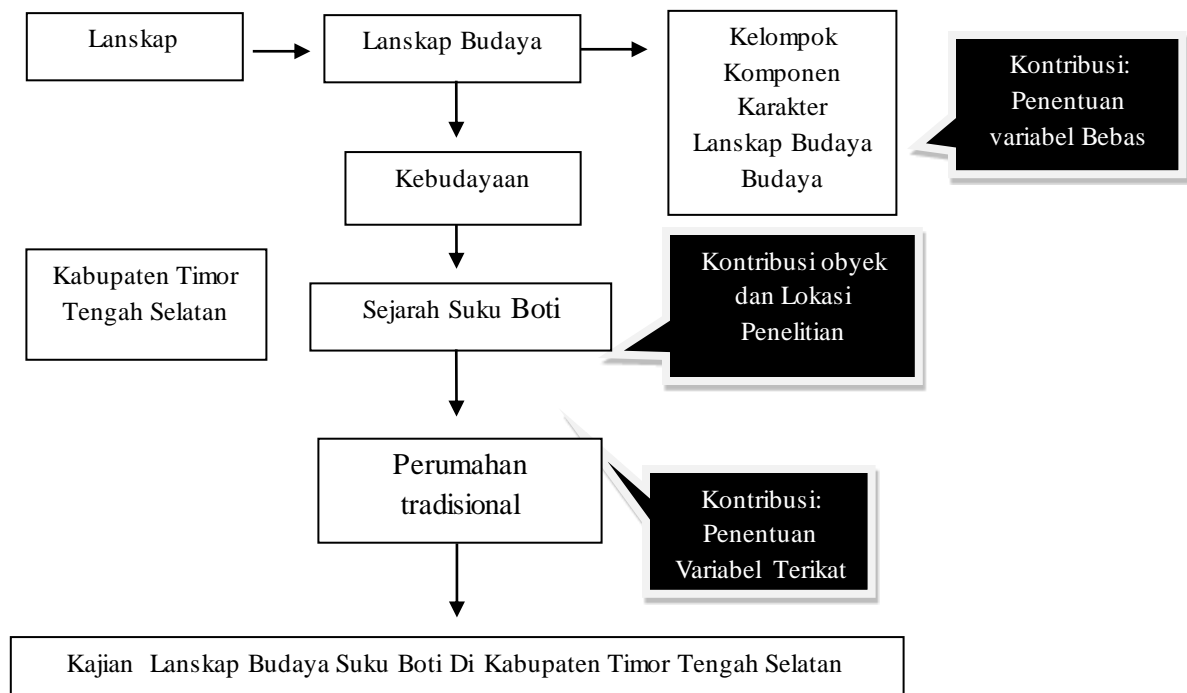 Lanskap
Lanskap Budaya
Kelompok
Komponen
Karakter
Lanskap Budaya
Budaya
Kontribusi:
Penentuan
variabel Bebas
Kebudayaan
Kabupaten Timor
Tengah Selatan
Sejarah Suku Boti
Kontribusi obyek
dan Lokasi
Penelitian
Perumahan
tradisional
Kontribusi:
Penentuan
Variabel Terikat
Kajian Lanskap Budaya Suku Boti Di Kabupaten Timor Tengah Selatan